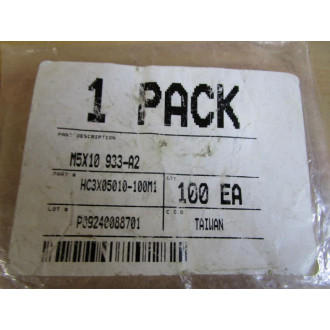 1 PACK
PART DESCRIPTION
M5X10 933-A2
PART #
HC3X05010-100M1
QTY
100 EA
LOT #
P39240088701
C.O.O
TAIWAN